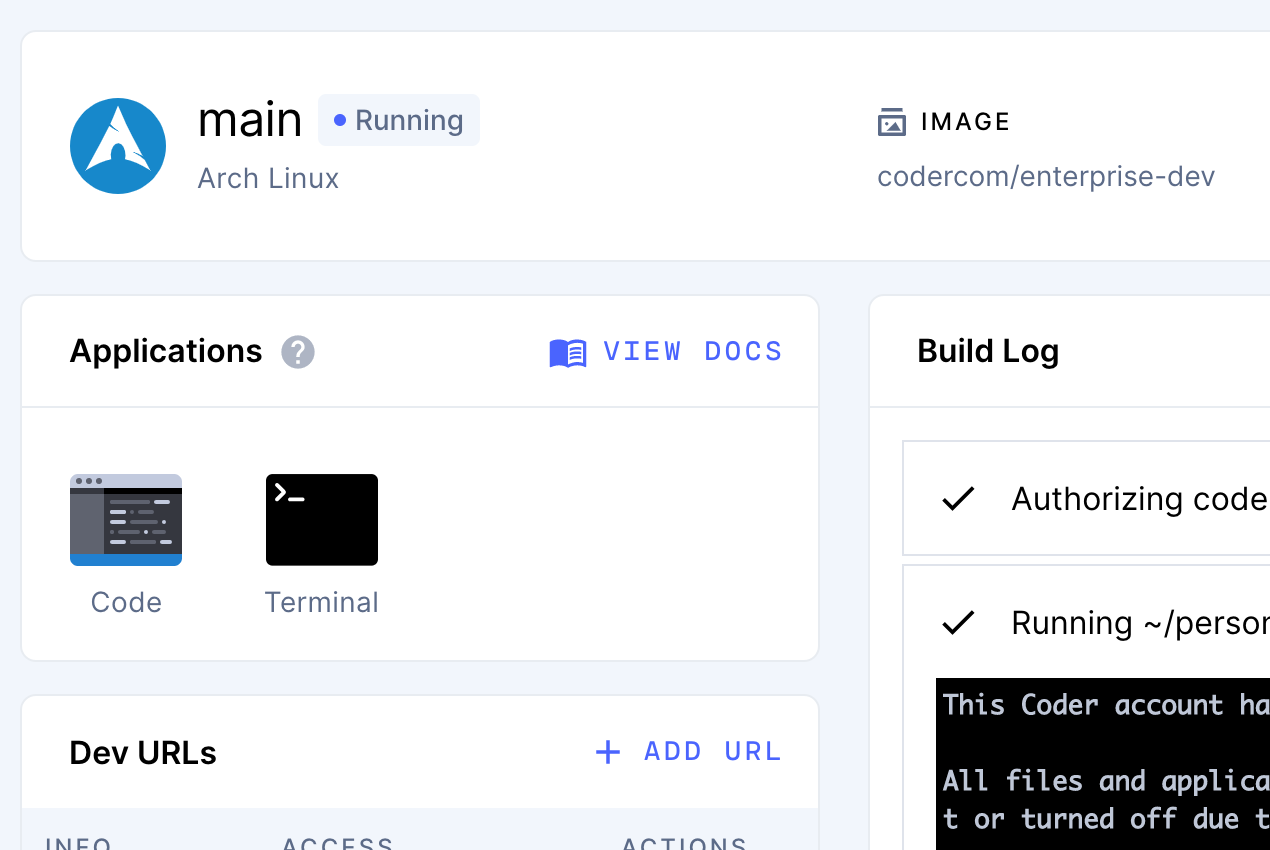 main
Running
Arch Linux
IMAGE
codercom/enterprise-dev
Applications
VIEW DOCS
Code
Terminal
Dev URLs
ADD URL
INFO ACCESS ACTIONS
Build Log
Authorizing code
Running ~/person
This Coder account ha
All files and applica
t or turned off due t